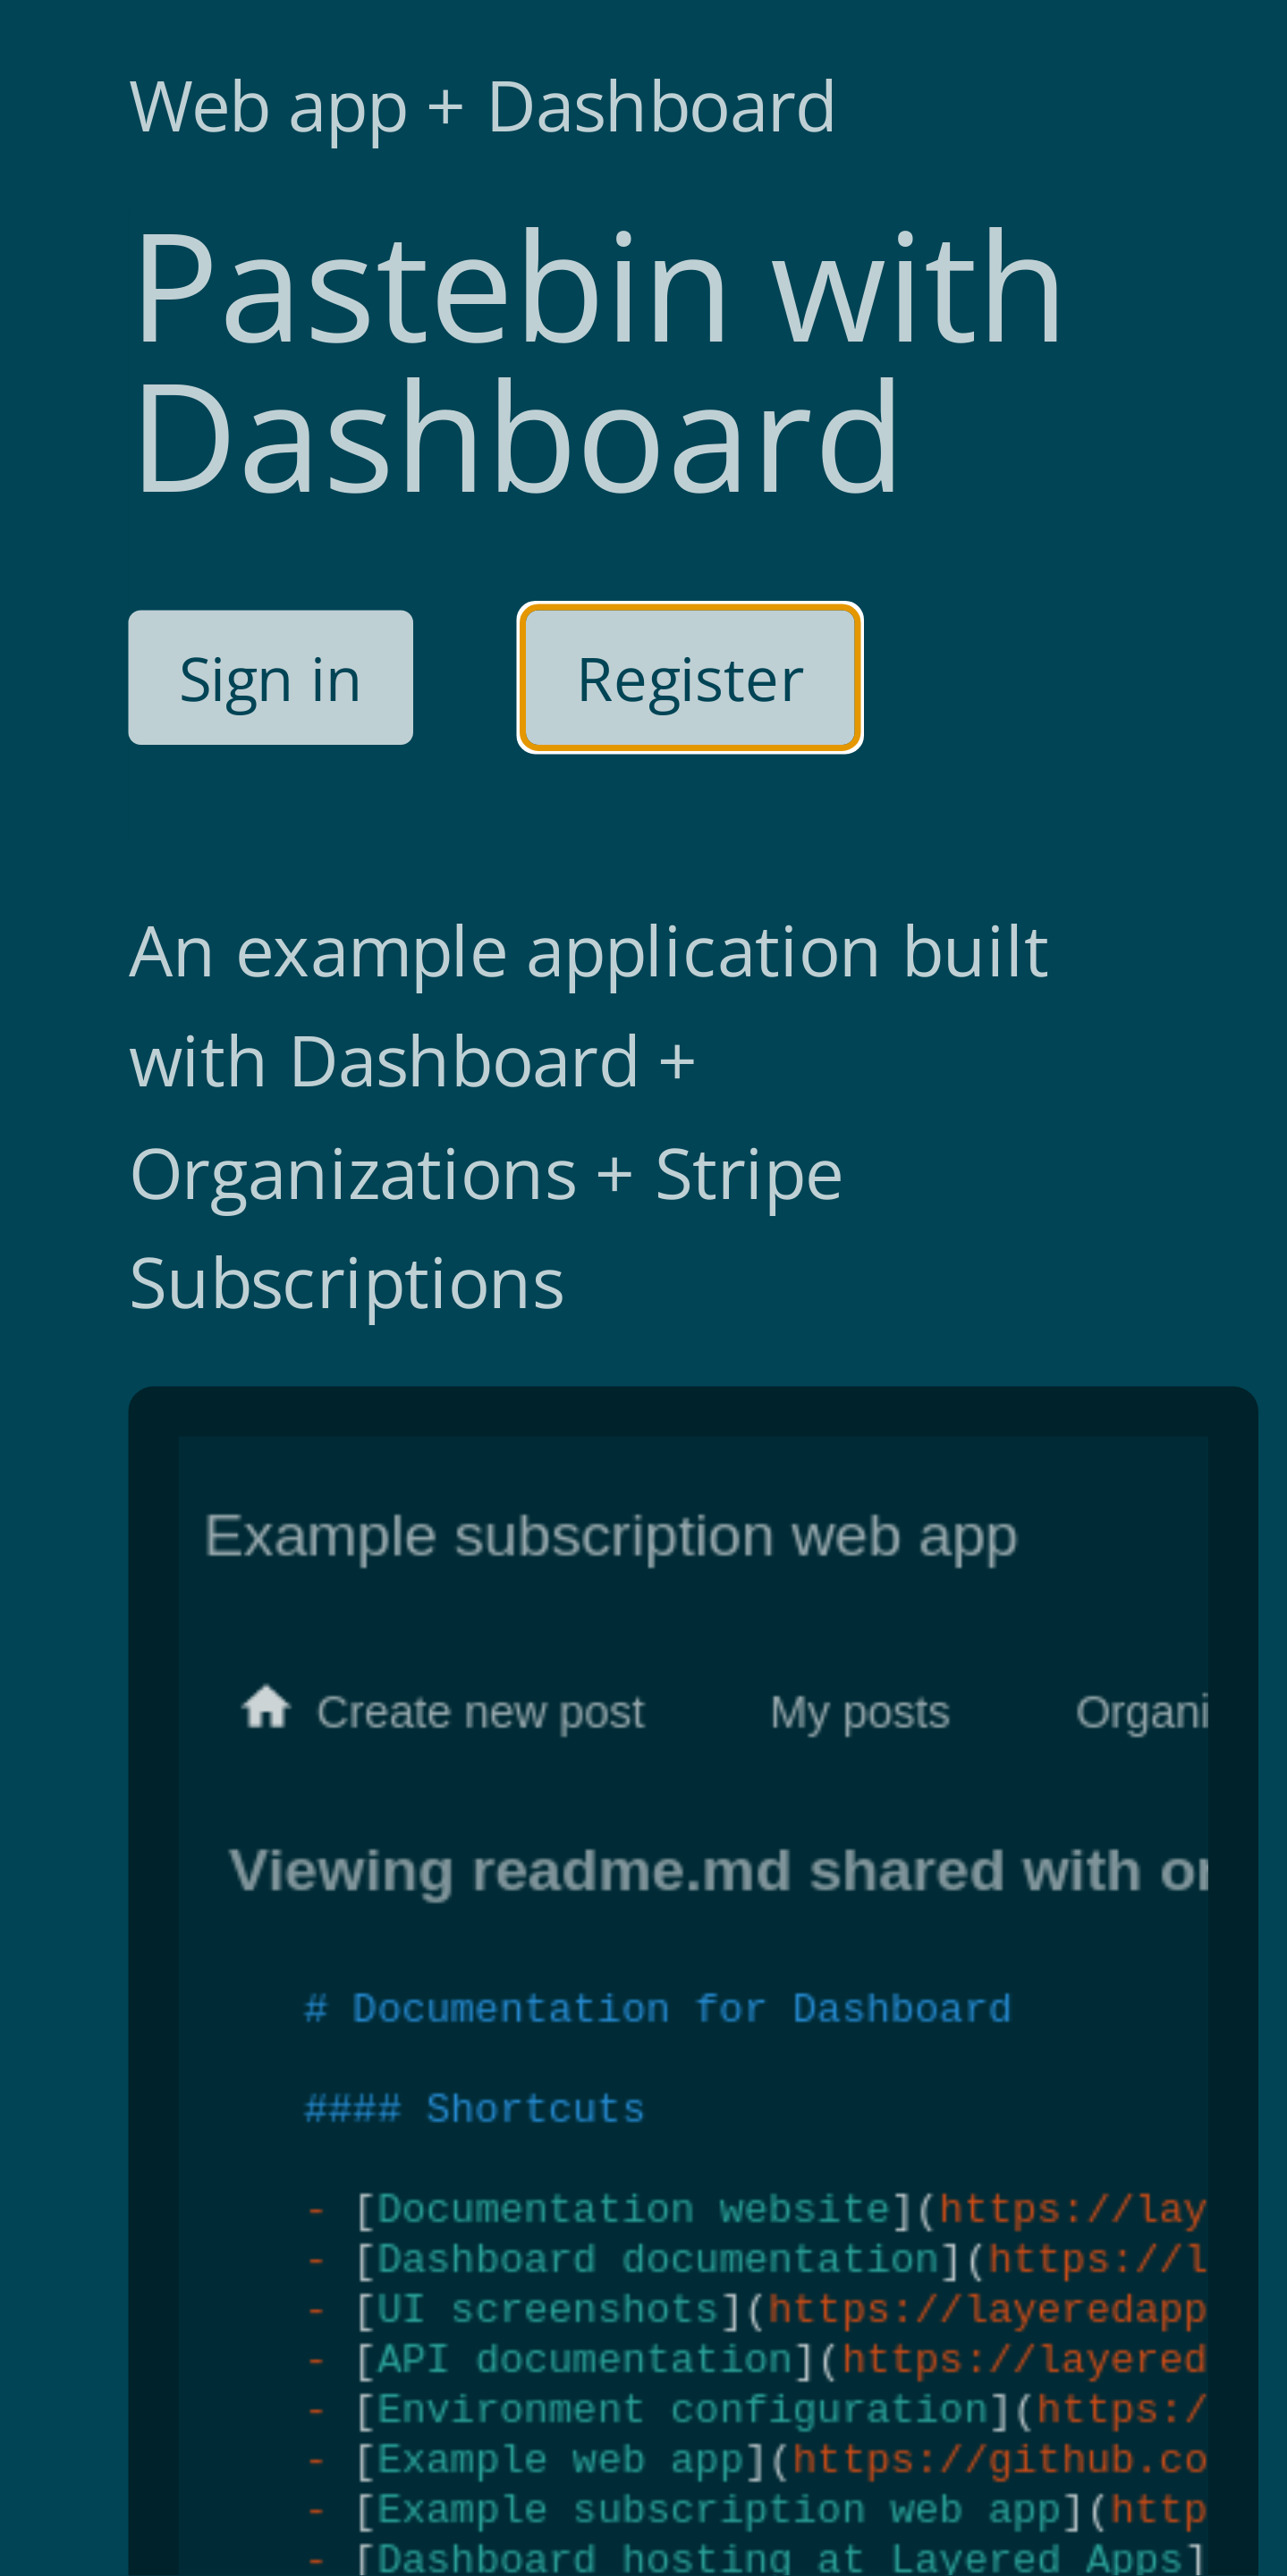 Web app + Dashboard
Pastebin with
Dashboard
Sign in Register
An example application built
with Dashboard +
Organizations + Stripe
Subscriptions
Example subscription web app
Create new post My posts Organi
Viewing readme.md shared with or
# Documentation for Dashboard
#### Shortcuts
- [Documentation website](https://lay
- [Dashboard documentation](https://l
- [UI screenshots](https://layeredapp
- [API documentation](https://layered
- [Environment configuration](https:/
- [Example web app](https://github.co
- [Example subscription web app](http
- [Dashboard hosting at Layered Apps]